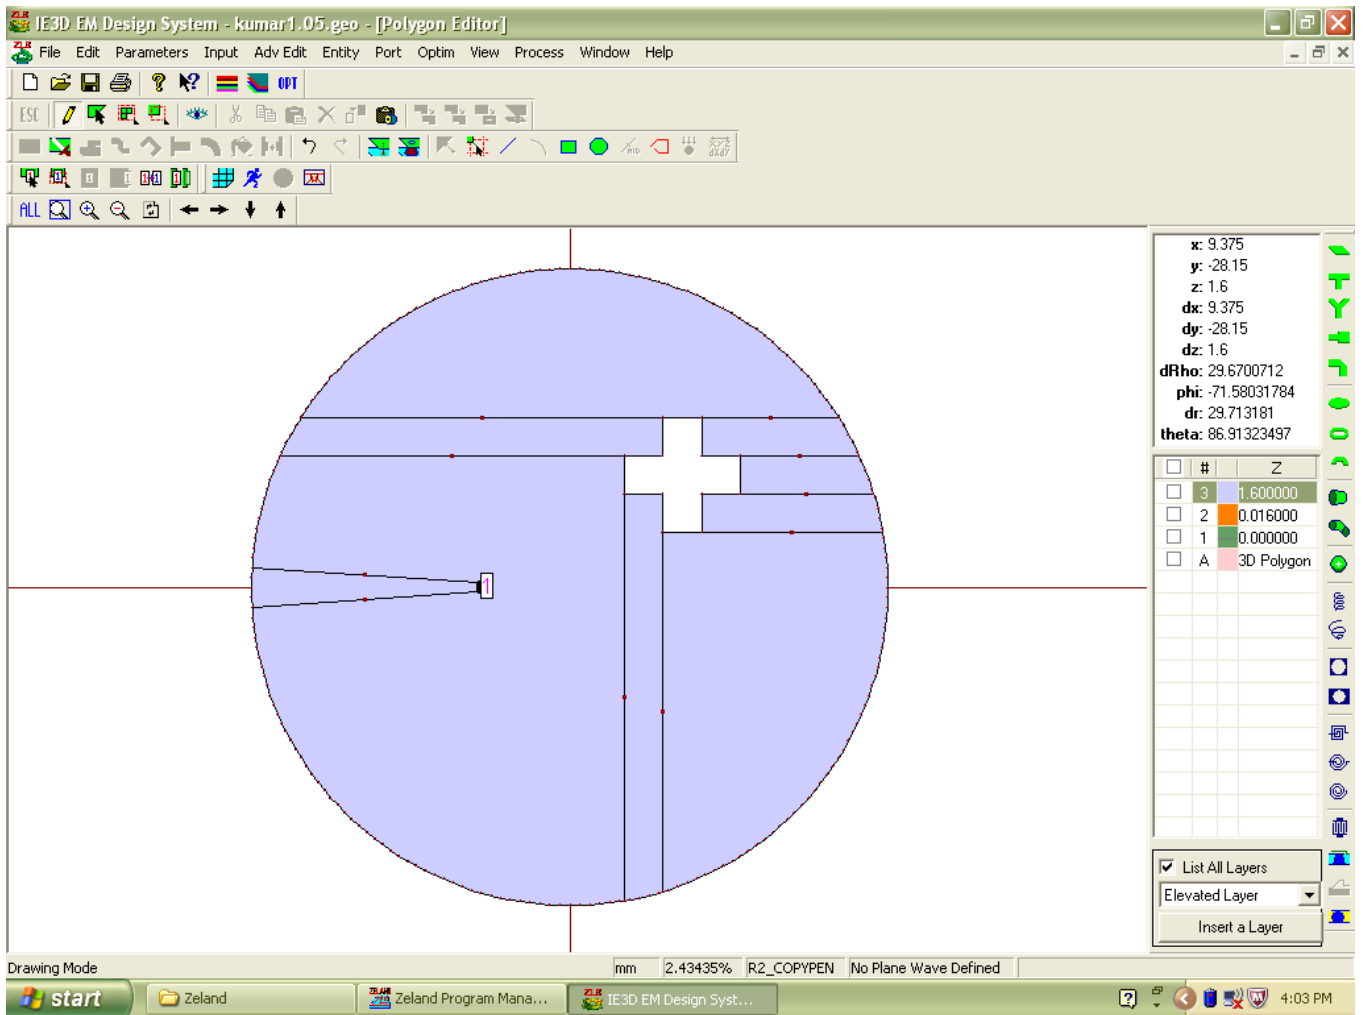 IE3D EM Design System - kumar1.05.geo - [Polygon Editor]
File Edit Parameters Input Adv Edit Entity Port Optim View Process Window Help
OPT
ESC
ALL
x: 9.375
y: -28.15
z: 1.6
dx: 9.375
dy: -28.15
dz: 1.6
dRho: 29.6700712
phi: -71.58031784
dr: 29.713181
theta: 86.91323497
# Z
3 1.600000
2 0.016000
1 0.000000
A 3D Polygon
1
List All Layers
Elevated Layer
Insert a Layer
Drawing Mode mm 2.43435% R2_COPYPEN No Plane Wave Defined
start Zeland Zeland Program Mana... IE3D EM Design Syst... 4:03 PM